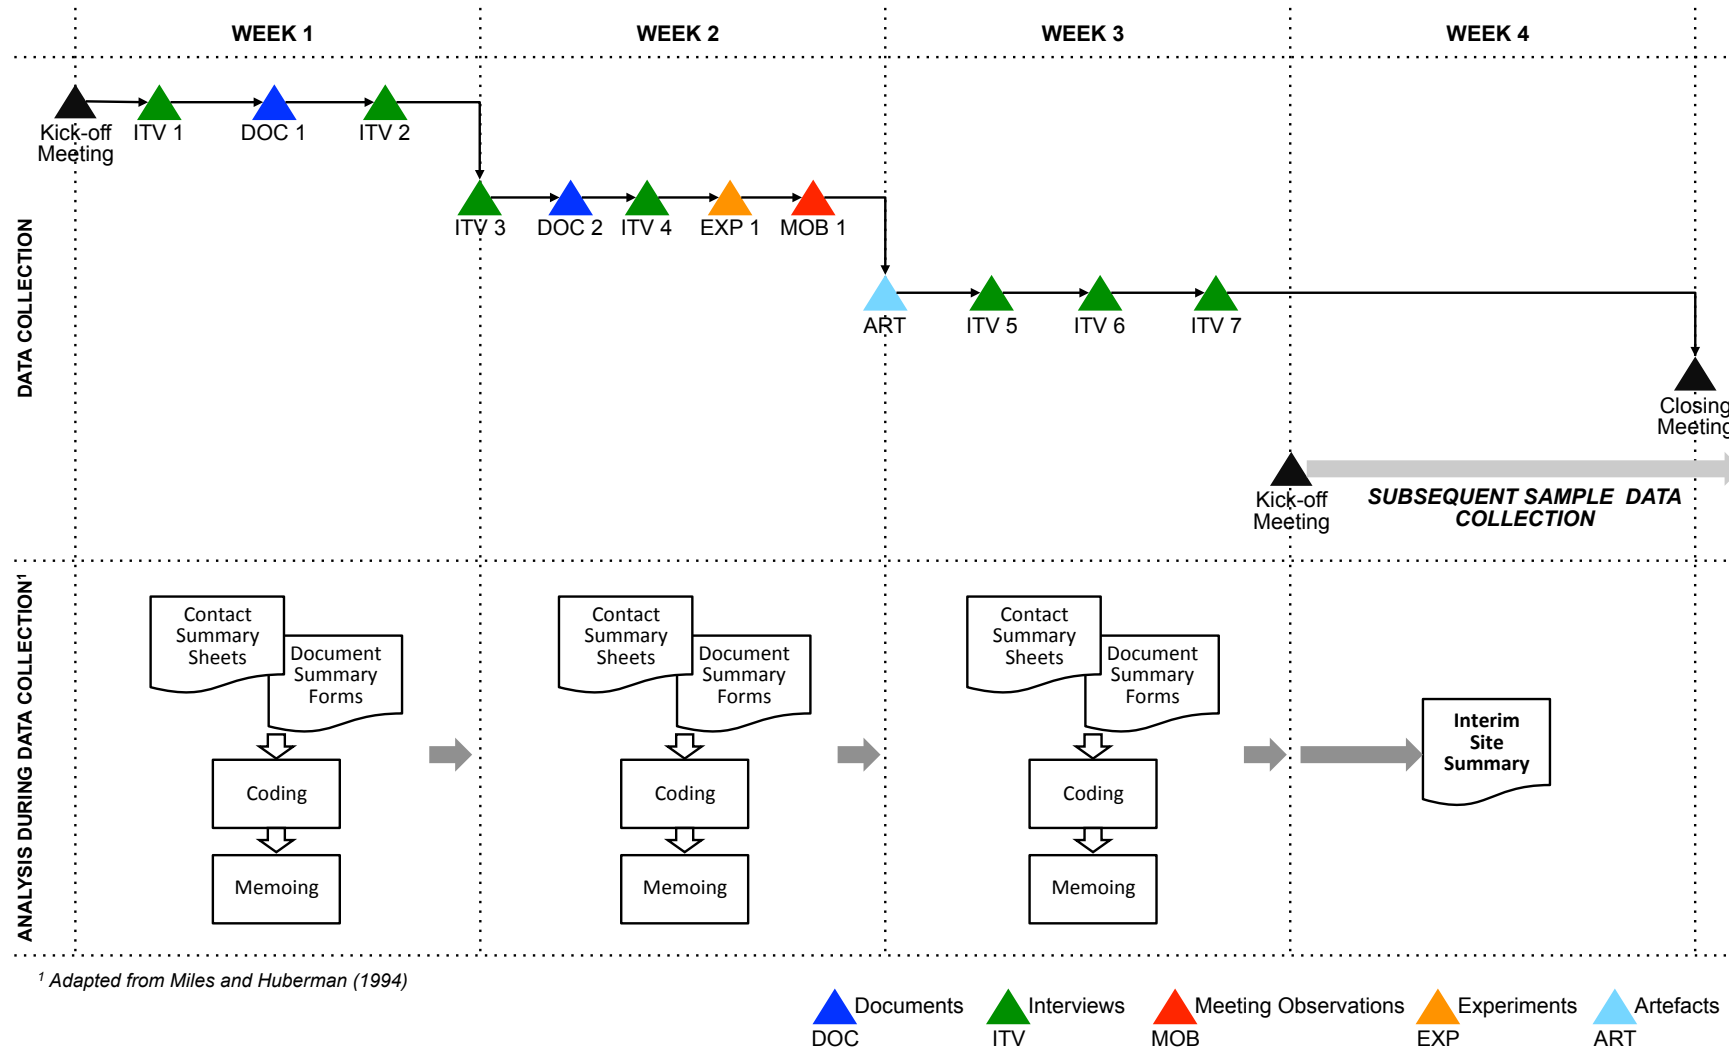 WEEK 1
WEEK 2
WEEK 3
WEEK 4
DATA COLLECTION
Kick-off
Meeting
ITV 1
DOC 1
ITV 2
ITV 3
DOC 2
ITV 4
EXP 1
MOB 1
ART
ITV 5
ITV 6
ITV 7
Closing
Meeting
Kick-off
Meeting
SUBSEQUENT SAMPLE DATA
COLLECTION
ANALYSIS DURING DATA COLLECTION¹
Contact
Summary
Sheets
Document
Summary
Forms
Coding
Memoing
Contact
Summary
Sheets
Document
Summary
Forms
Coding
Memoing
Contact
Summary
Sheets
Document
Summary
Forms
Coding
Memoing
Interim
Site
Summary
¹ Adapted from Miles and Huberman (1994)
Documents
DOC
Interviews
ITV
Meeting Observations
MOB
Experiments
EXP
Artefacts
ART